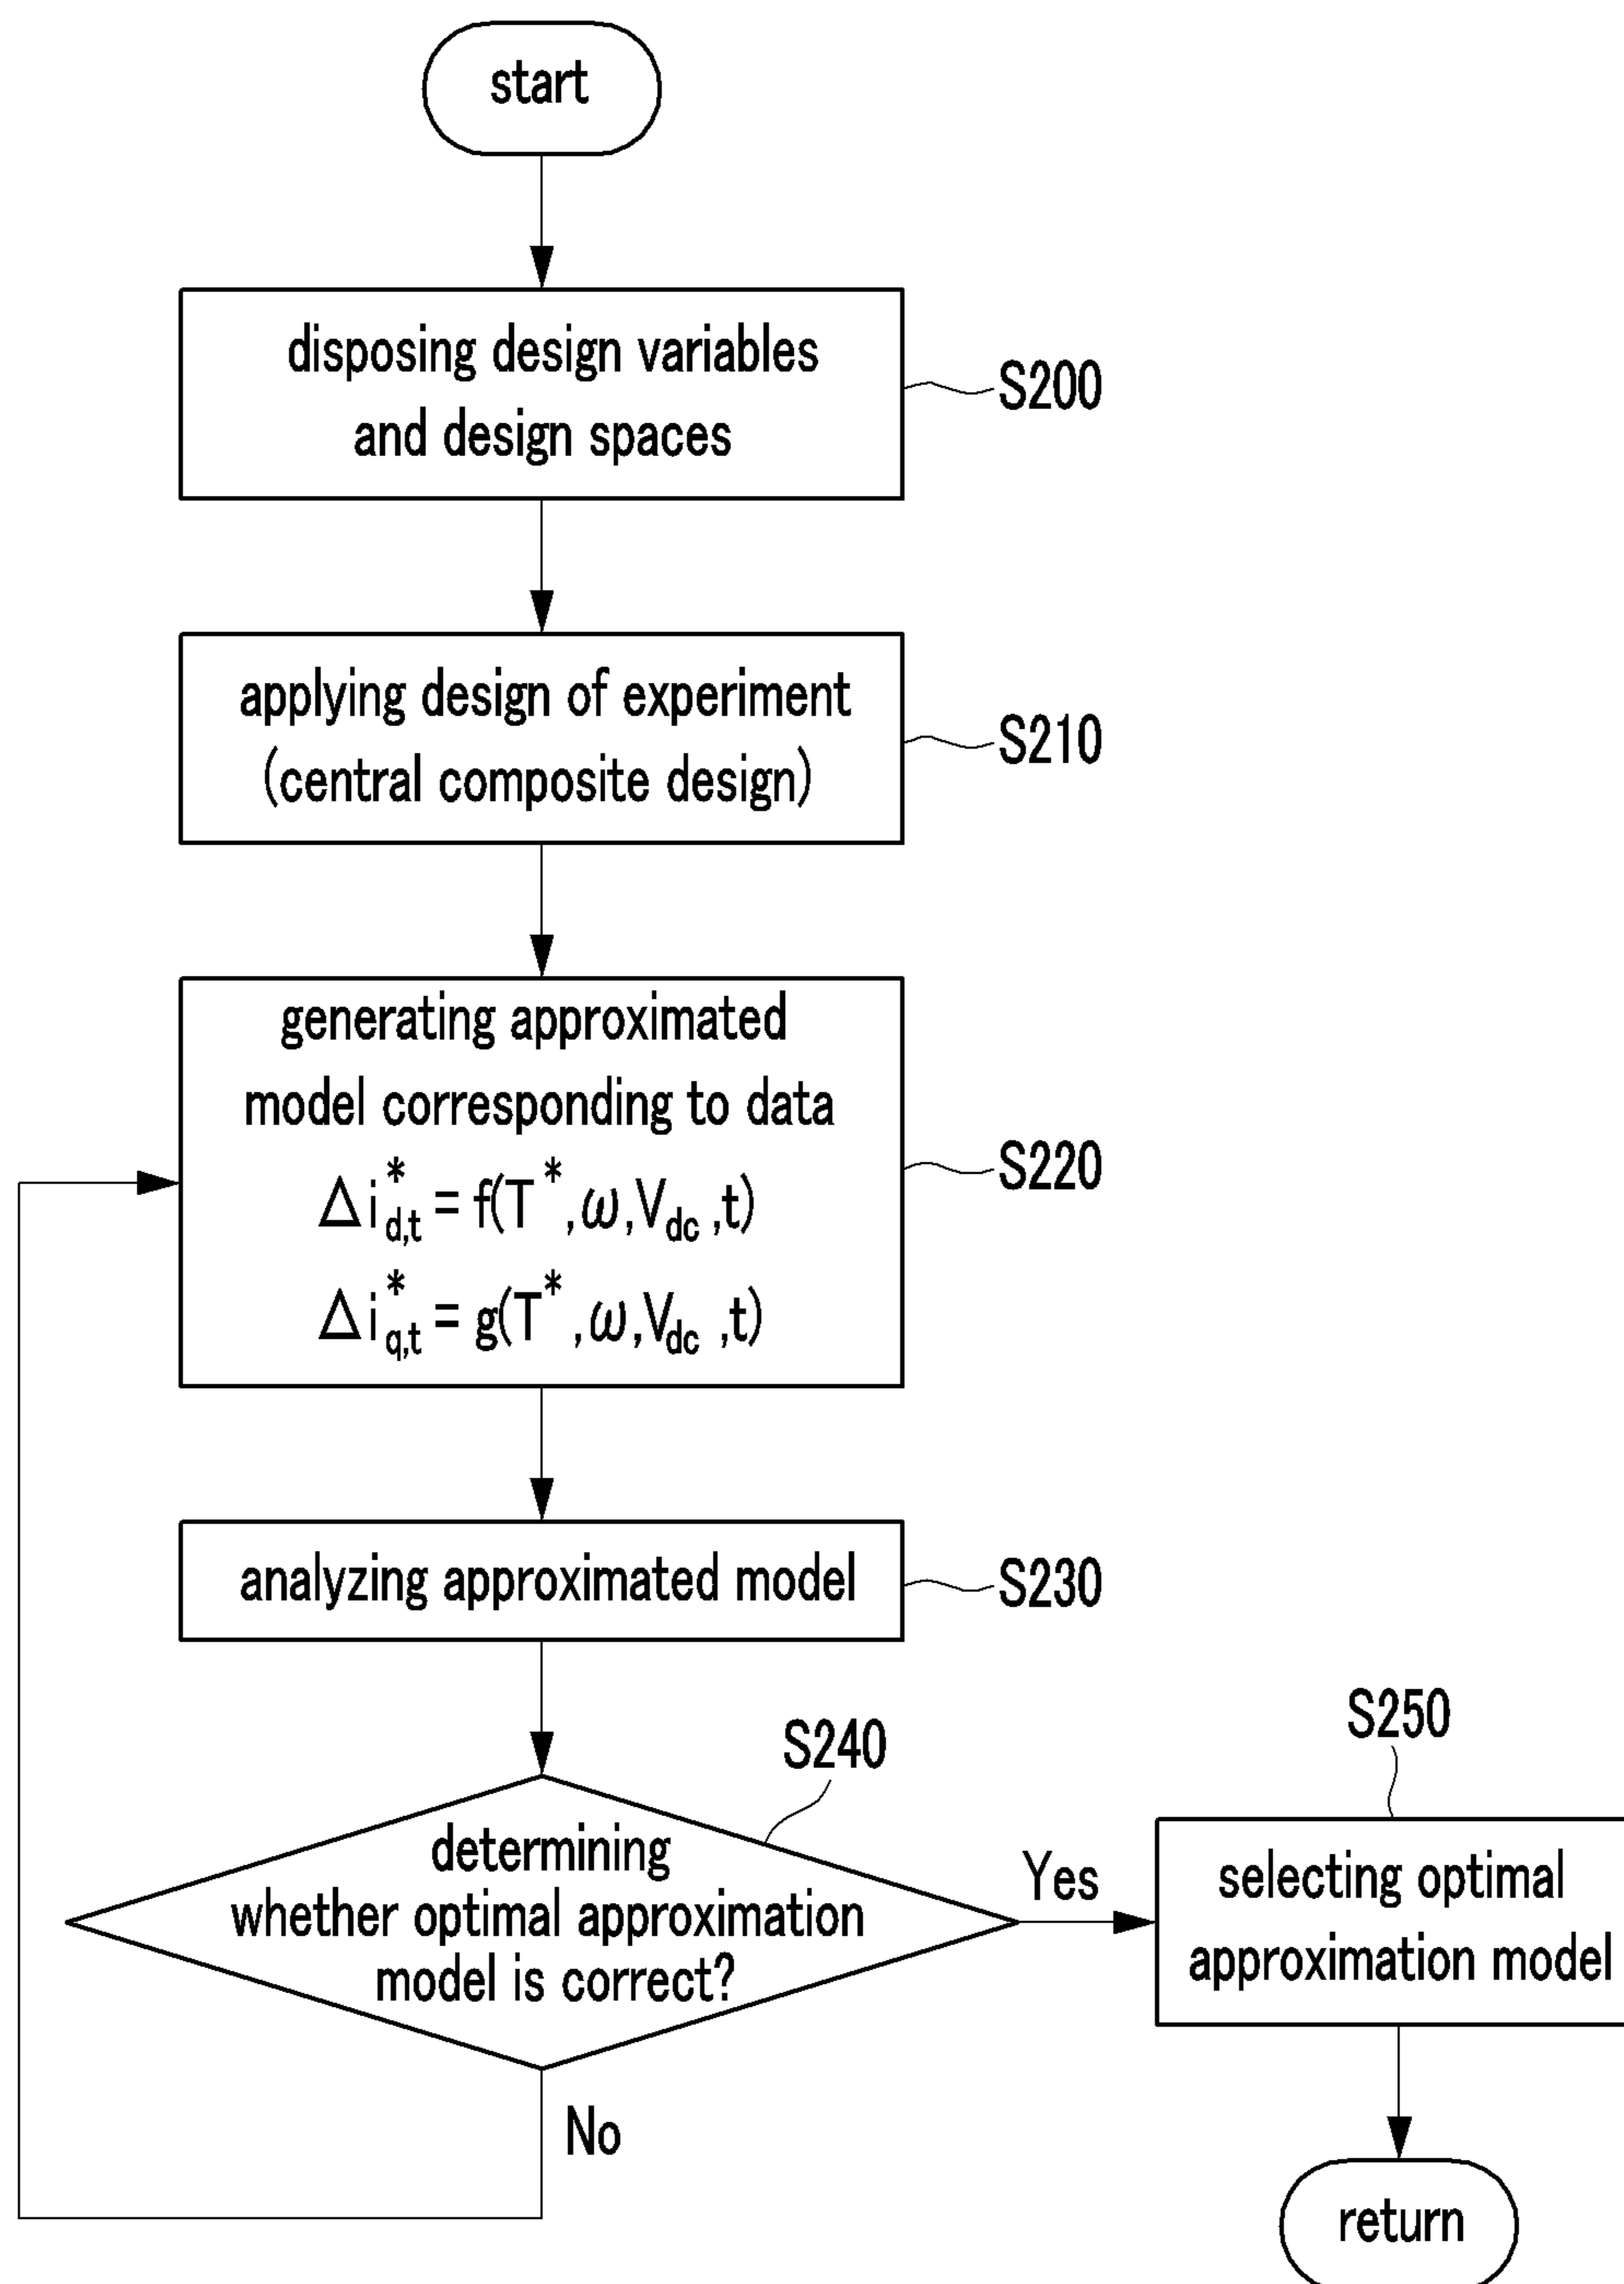 start
disposing design variables
and design spaces
S200
applying design of experiment
(central composite design)
S210
generating approximated
model corresponding to data
Δi*d,t = f(T*,ω,Vdc,t)
Δi*q,t = g(T*,ω,Vdc,t)
S220
analyzing approximated model
S230
S240
determining
whether optimal approximation
model is correct?
Yes
No
S250
selecting optimal
approximation model
return